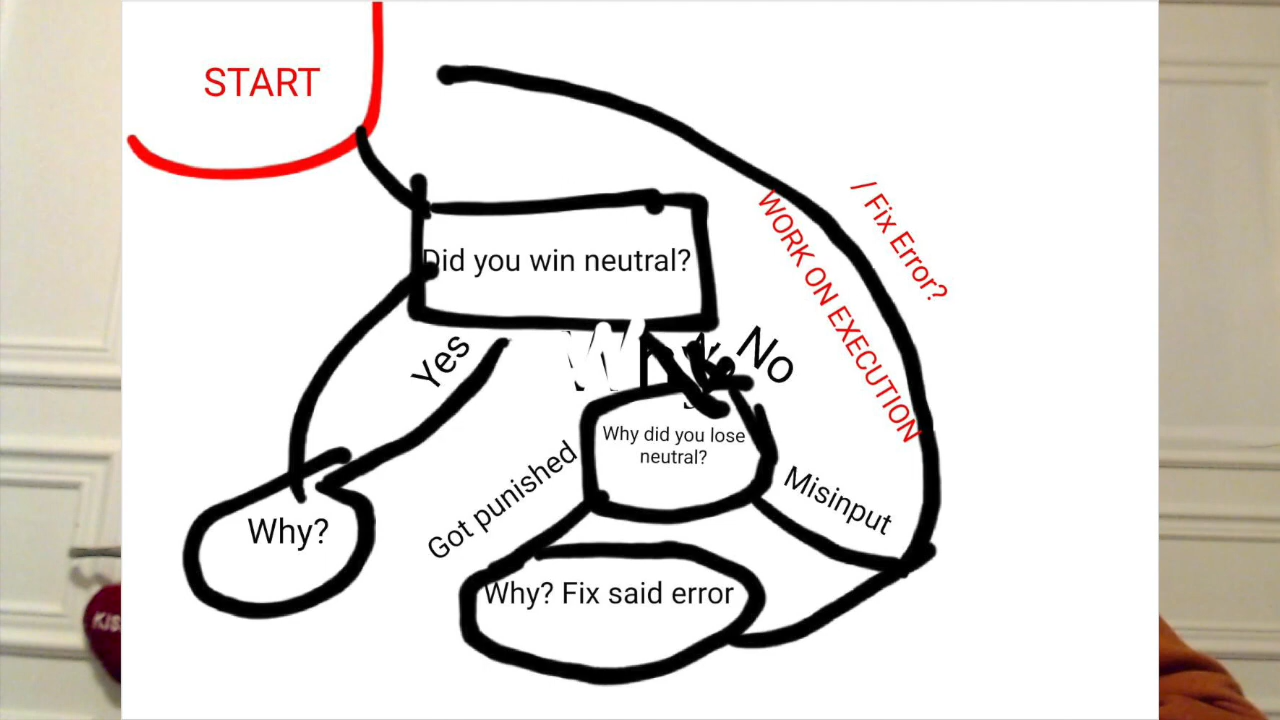 START
Did you win neutral?
/ Fix Error?
WORK ON EXECUTION
Yes
No
Why did you lose
neutral?
Got punished
Misinput
Why?
Why? Fix said error